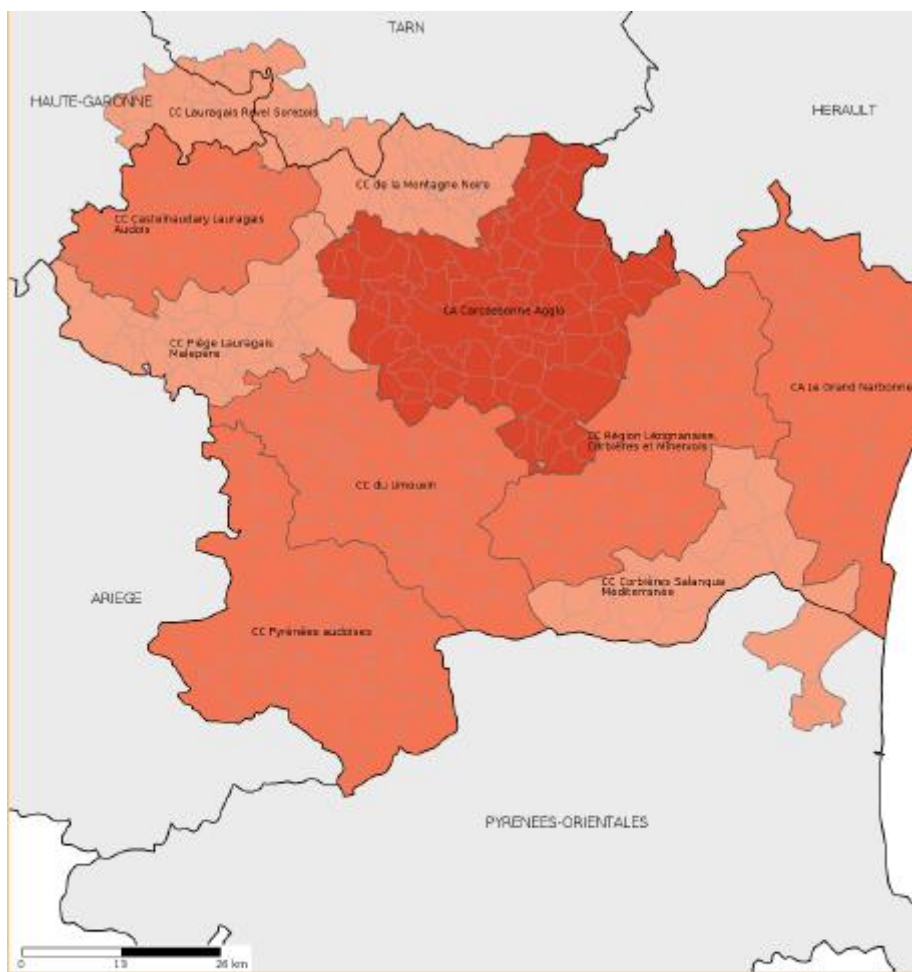 TARN
HAUTE-GARONNE
CC Lauragais Revel Sorezois
HERAULT
CC de la Montagne Noire
CC Castelnaudary Lauragais
Audois
CA Carcassonne Agglo
CC Piège Lauragais
Malepère
CA Le Grand Narbonne
CC Région Lézignanaise,
Corbières et Minervois
CC du Limouxin
CC Corbières Salanque
Méditerranée
ARIEGE
CC Pyrénées audoises
PYRENEES-ORIENTALES
0 13 26 km